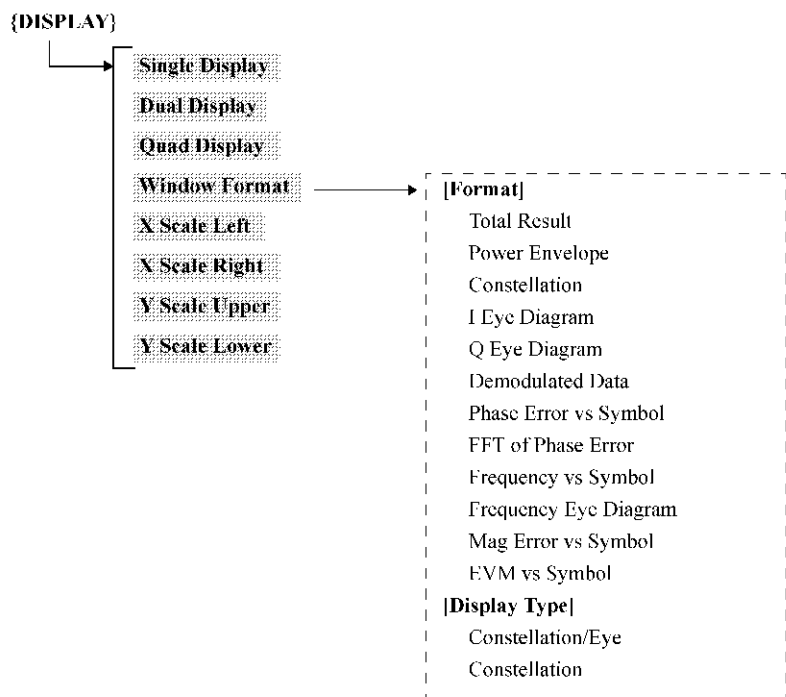 {DISPLAY}
Single Display
Dual Display
Quad Display
Window Format
X Scale Left
X Scale Right
Y Scale Upper
Y Scale Lower
[Format]
Total Result
Power Envelope
Constellation
I Eye Diagram
Q Eye Diagram
Demodulated Data
Phase Error vs Symbol
FFT of Phase Error
Frequency vs Symbol
Frequency Eye Diagram
Mag Error vs Symbol
EVM vs Symbol
[Display Type]
Constellation/Eye
Constellation